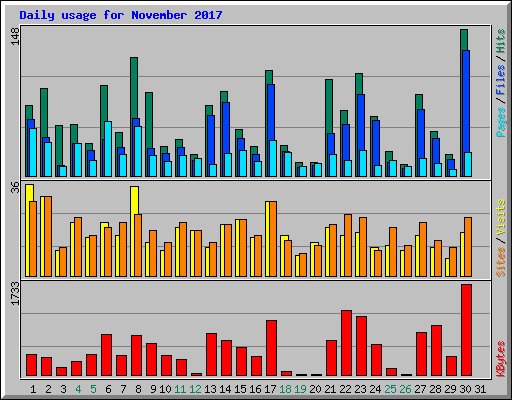 Daily usage for November 2017
148
Pages / Files / Hits
36
Sites / Visits
1733
KBytes
1 2 3 4 5 6 7 8 9 10 11 12 13 14 15 16 17 18 19 20 21 22 23 24 25 26 27 28 29 30 31